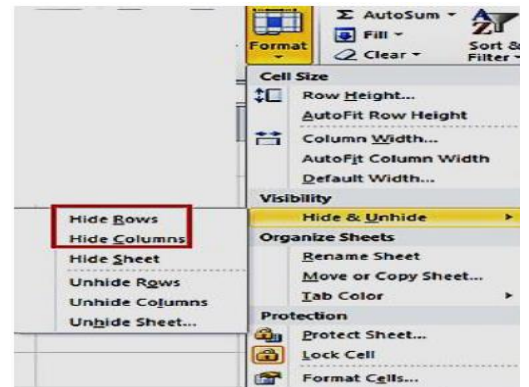 Σ AutoSum
Fill
Clear
Format
Sort &
Filter
Cell Size
Row Height...
AutoFit Row Height
Column Width...
AutoFit Column Width
Default Width...
Visibility
Hide & Unhide
Hide Rows
Hide Columns
Hide Sheet
Unhide Rows
Unhide Columns
Unhide Sheet...
Organize Sheets
Rename Sheet
Move or Copy Sheet...
Tab Color
Protection
Protect Sheet...
Lock Cell
Format Cells...